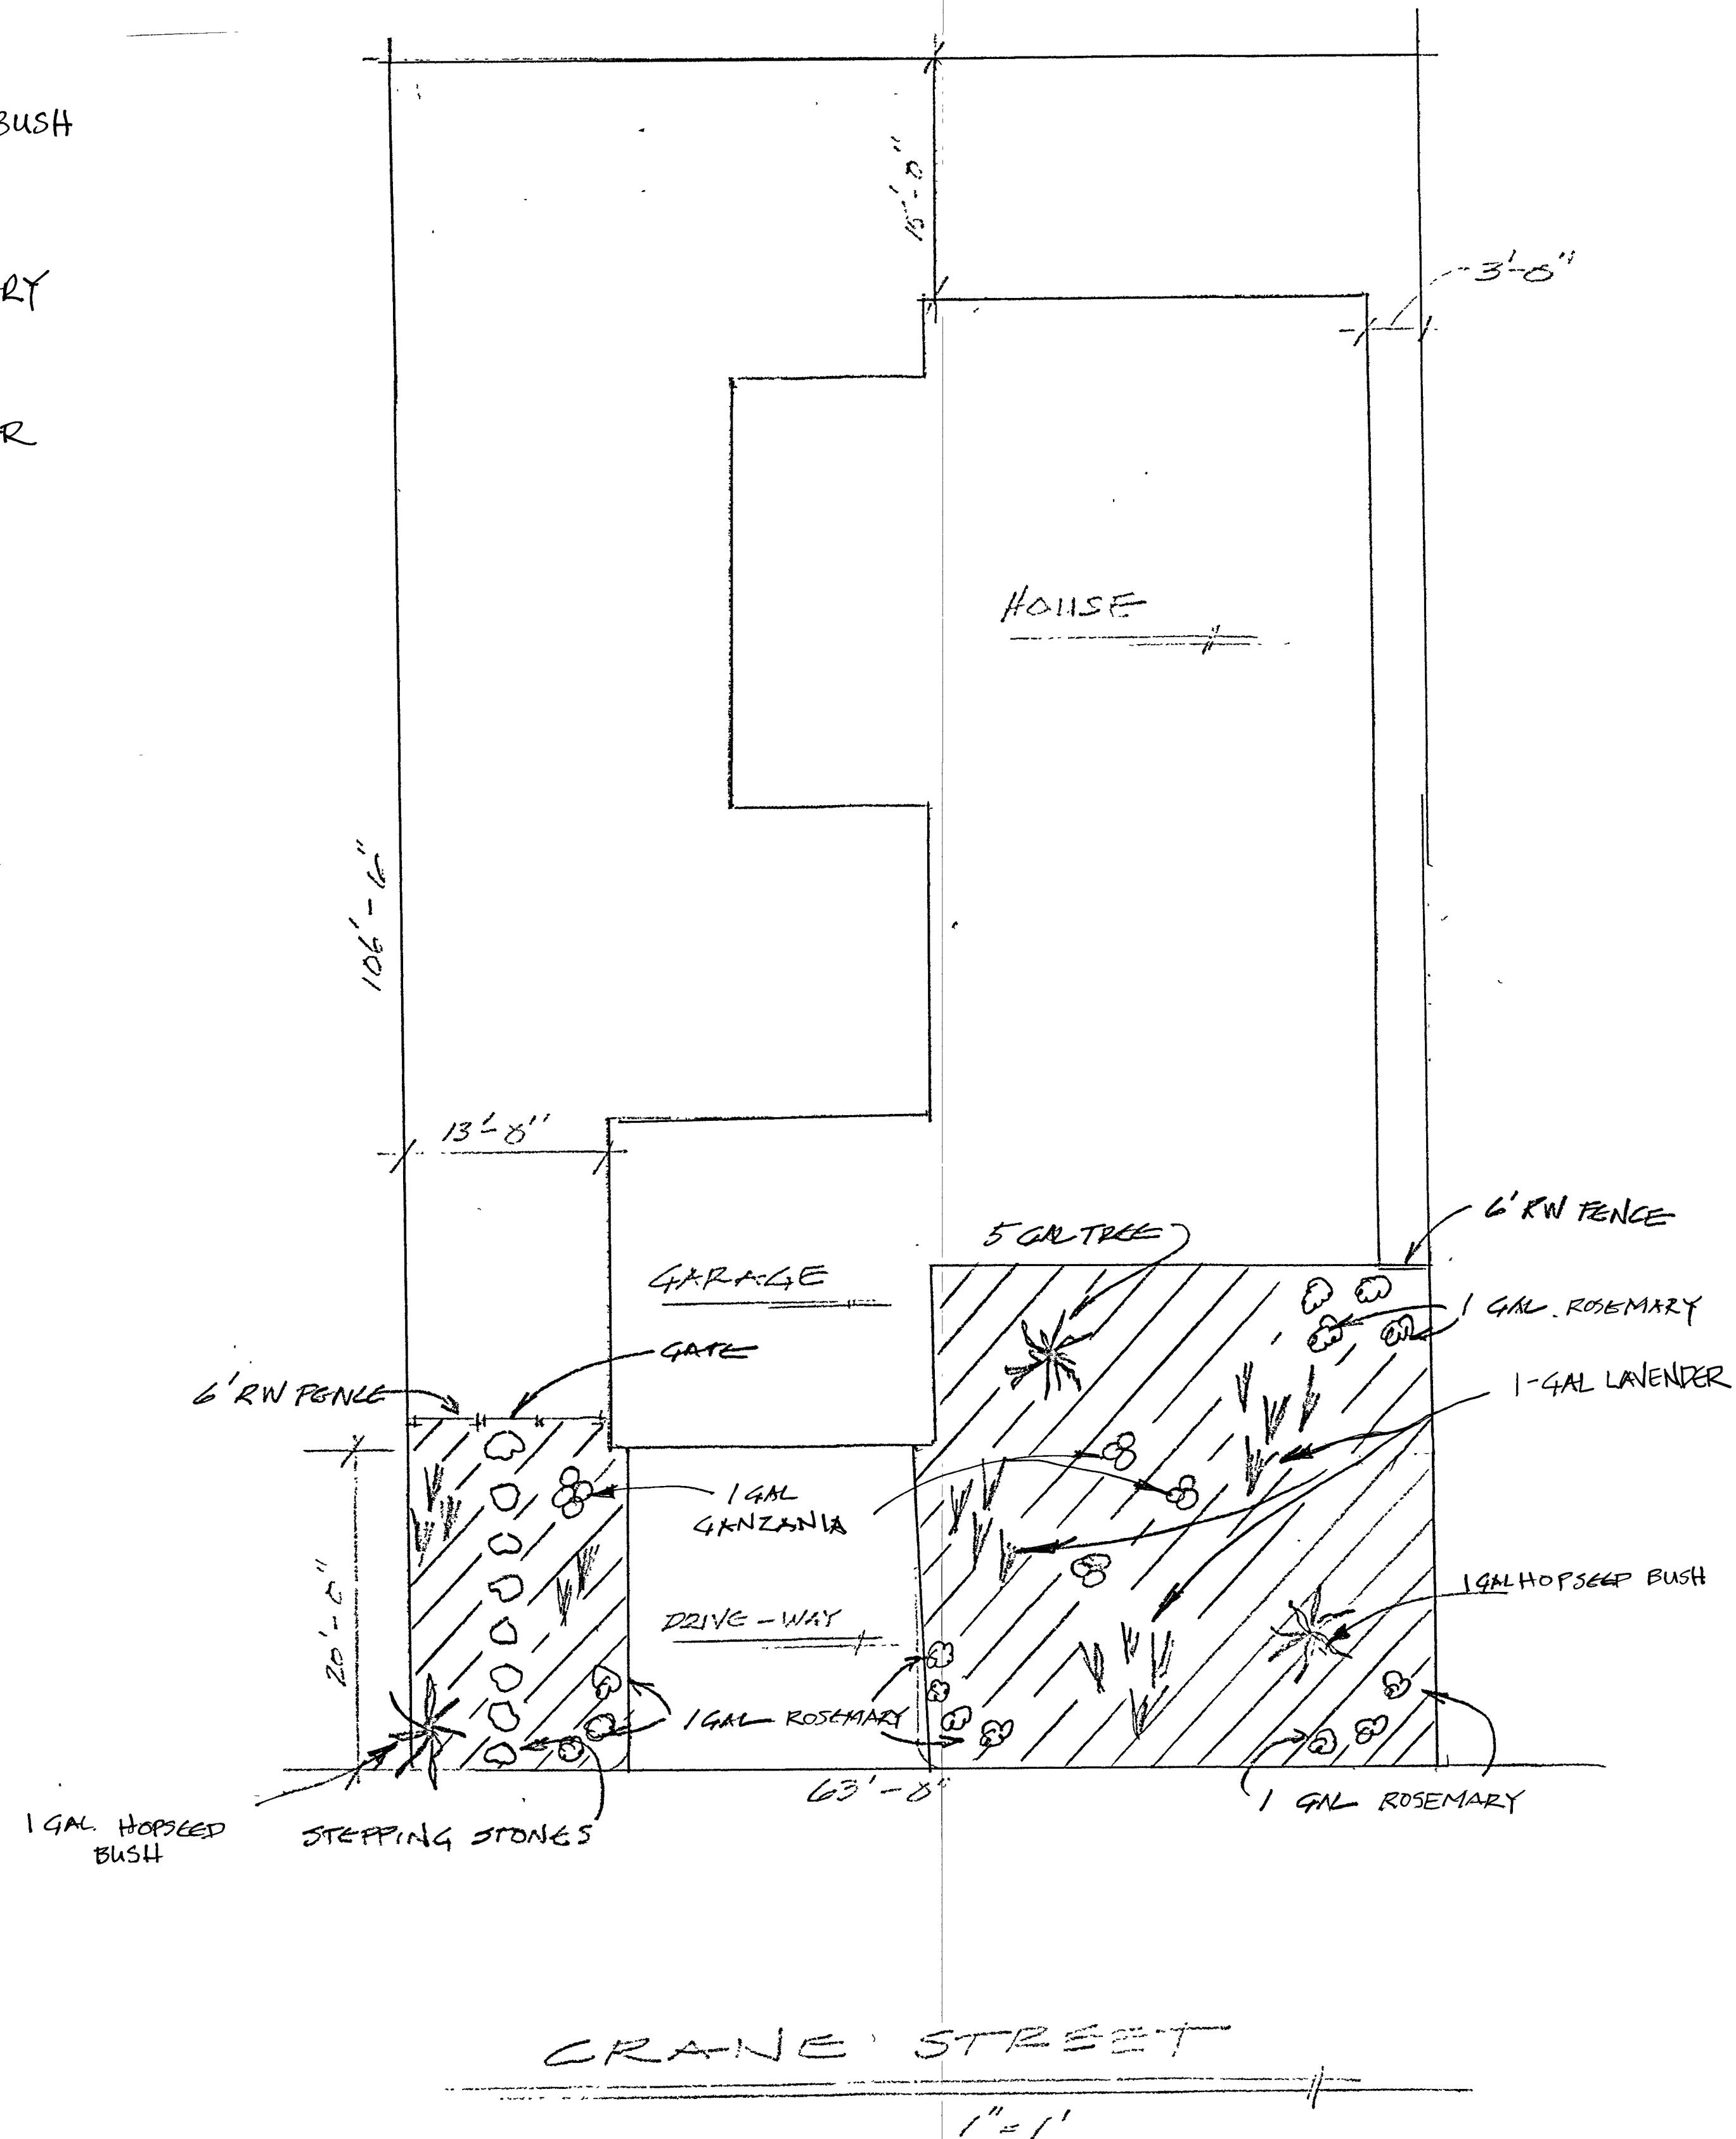 BUSH
RY
R
15'-0"
3'-0"
HOUSE
106'-6"
13'-0"
5 GAL TREE
6' RW FENCE
GARAGE
1 GAL. ROSEMARY
GATE
1-GAL LAVENDER
6' RW FENCE
1 GAL
GANZANIA
20'-0"
DRIVE-WAY
1 GAL HOPSEED BUSH
1 GAL ROSEMARY
63'-0"
1 GAL ROSEMARY
1 GAL. HOPSEED
BUSH
STEPPING STONES
CRANE STREET
1"=1'